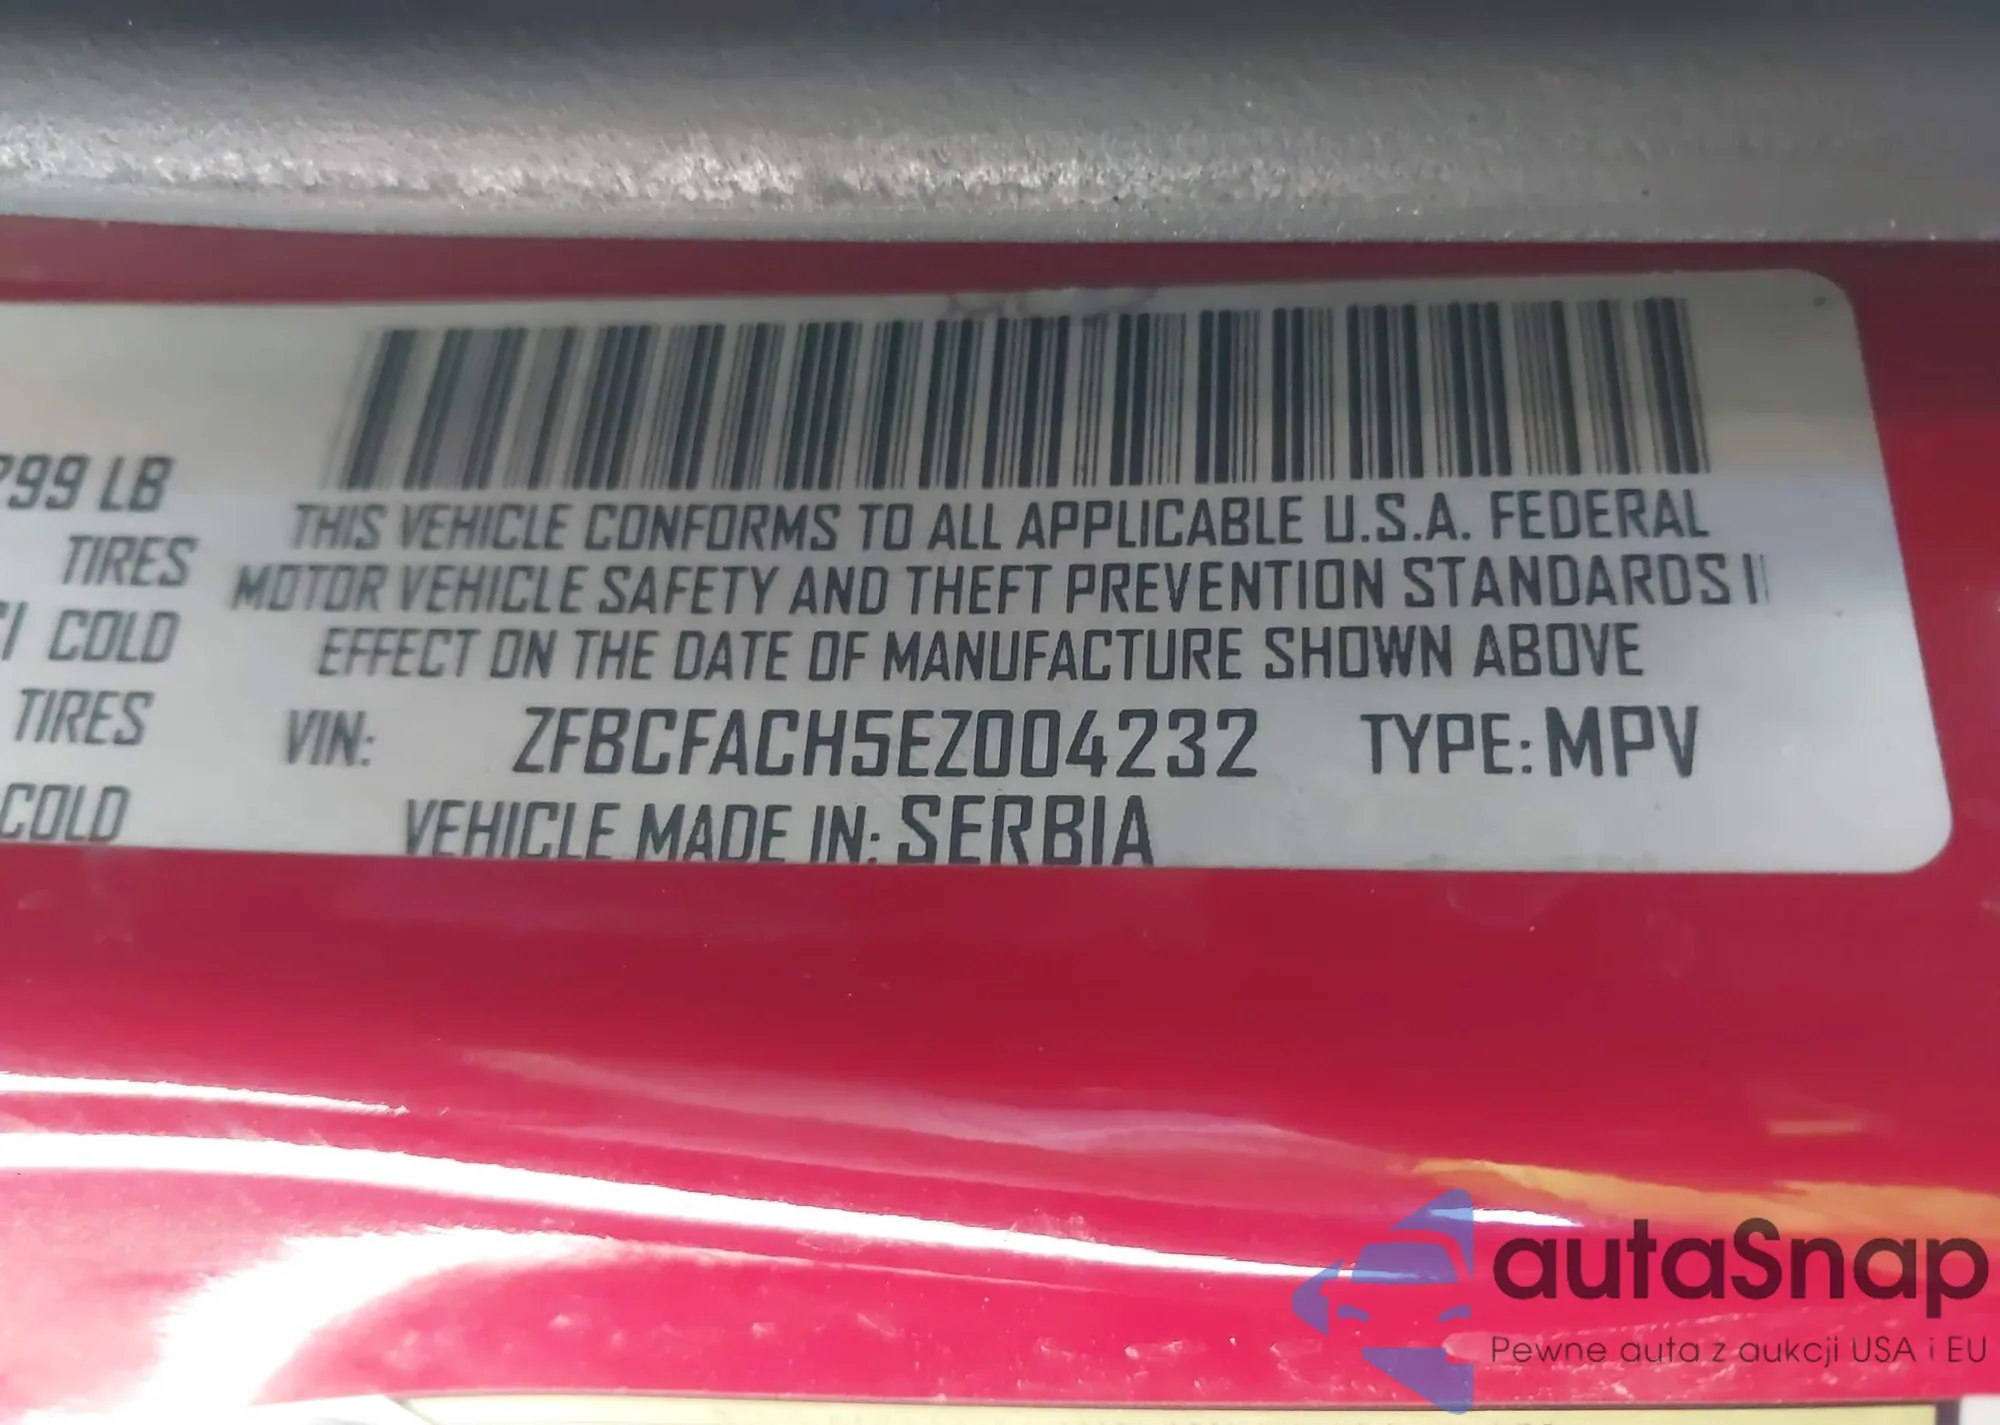 799 LB
TIRES
CI COLD
TIRES
COLD
THIS VEHICLE CONFORMS TO ALL APPLICABLE U.S.A. FEDERAL
MOTOR VEHICLE SAFETY AND THEFT PREVENTION STANDARDS I
EFFECT ON THE DATE OF MANUFACTURE SHOWN ABOVE
VIN: ZFBCFACH5EZ004232 TYPE: MPV
VEHICLE MADE IN: SERBIA
autaSnap
Pewne auta z aukcji USA i EU